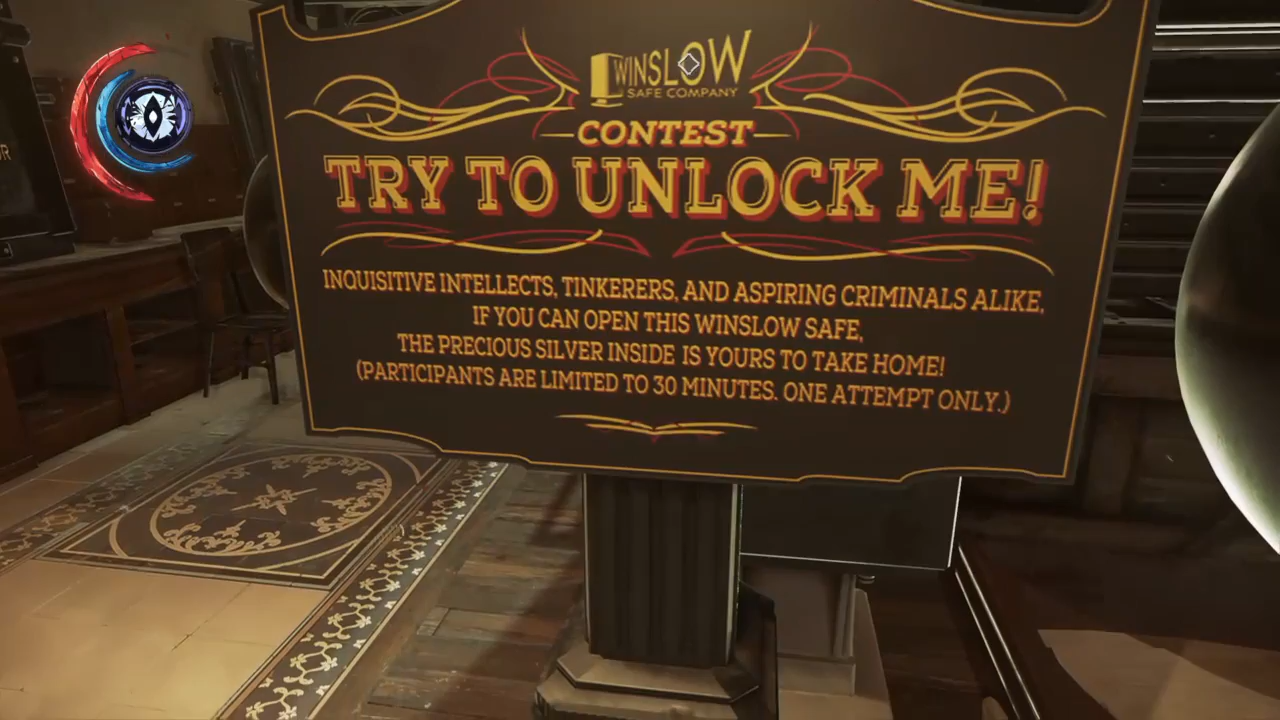 WINSLOW
SAFE COMPANY
CONTEST
TRY TO UNLOCK ME!
INQUISITIVE INTELLECTS, TINKERERS, AND ASPIRING CRIMINALS ALIKE,
IF YOU CAN OPEN THIS WINSLOW SAFE,
THE PRECIOUS SILVER INSIDE IS YOURS TO TAKE HOME!
(PARTICIPANTS ARE LIMITED TO 30 MINUTES. ONE ATTEMPT ONLY.)